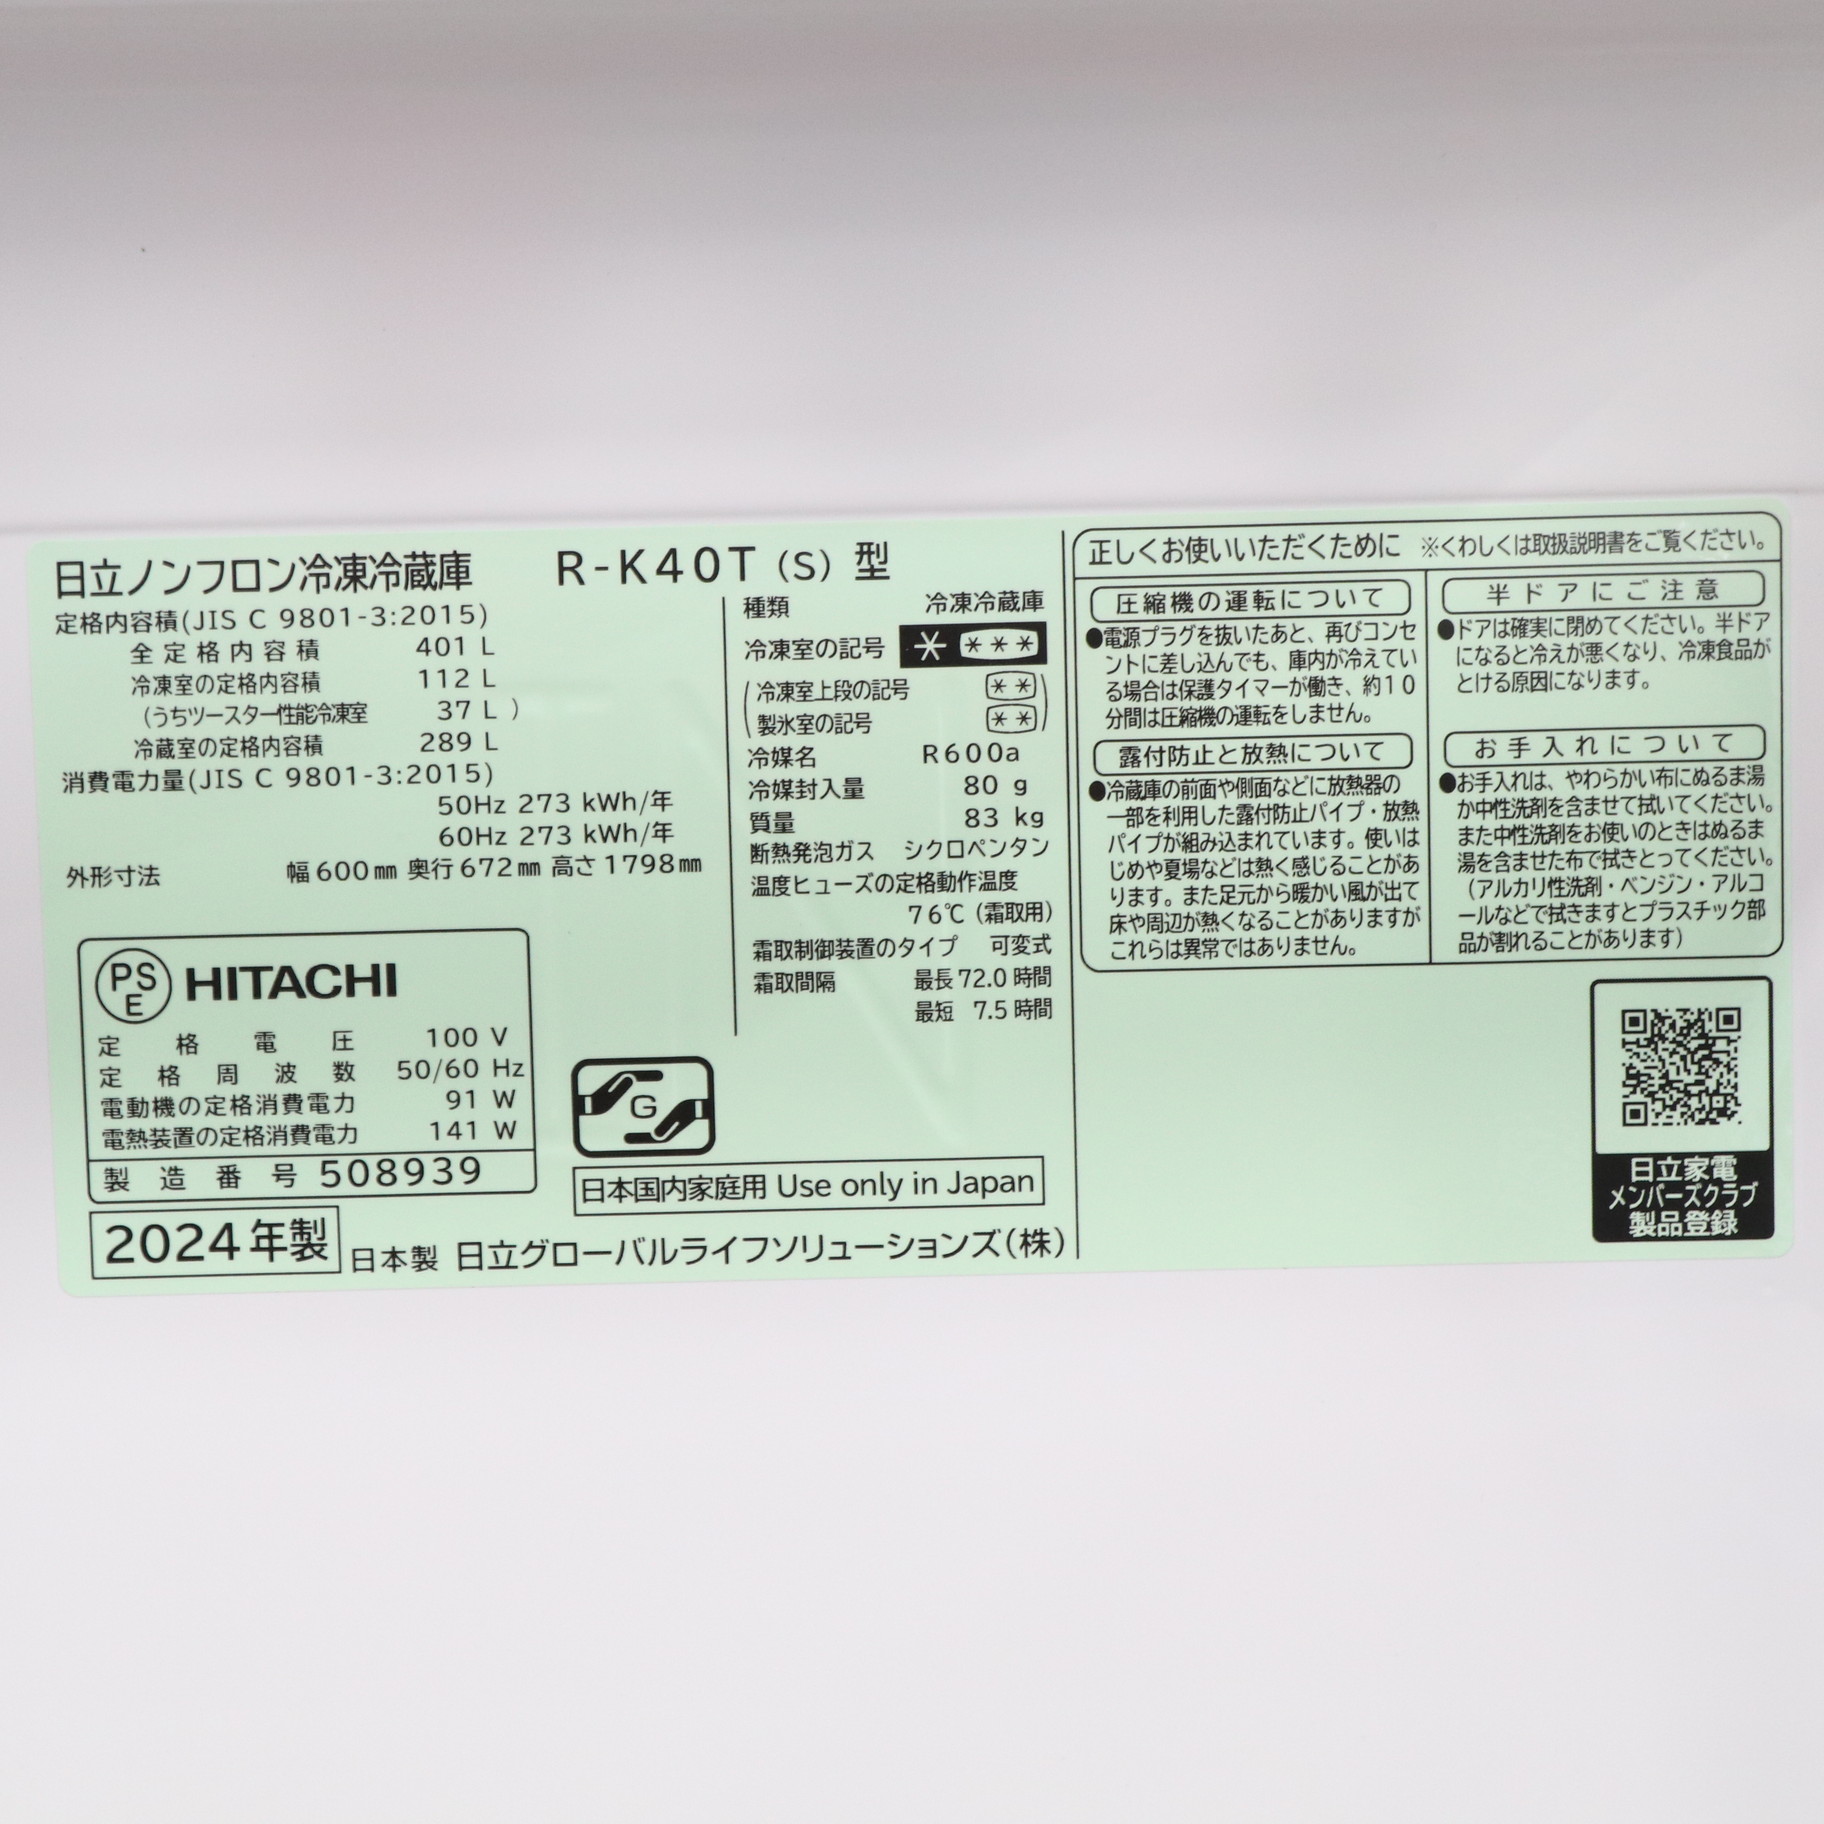 日立ノンフロン冷凍冷蔵庫 R-K40T (S) 型
定格内容積(JIS C 9801-3:2015)
全定格内容積 401 L
冷凍室の定格内容積 112 L
(うちツースター性能冷凍室 37 L )
冷蔵室の定格内容積 289 L
消費電力量(JIS C 9801-3:2015)
50Hz 273 kWh/年
60Hz 273 kWh/年
外形寸法 幅600㎜ 奥行672㎜ 高さ1798㎜
PS
E
HITACHI
定格電圧 100 V
定格周波数 50/60 Hz
電動機の定格消費電力 91 W
電熱装置の定格消費電力 141 W
製造番号 508939
2024年製
日本製 日立グローバルライフソリューションズ(株)
種類 冷凍冷蔵庫
冷凍室の記号 * ***
(冷凍室上段の記号 **
製氷室の記号 **)
冷媒名 R600a
冷媒封入量 80 g
質量 83 kg
断熱発泡ガス シクロペンタン
温度ヒューズの定格動作温度
76℃(霜取用)
霜取制御装置のタイプ 可変式
霜取間隔 最長72.0時間
最短 7.5時間
G
日本国内家庭用 Use only in Japan
正しくお使いいただくために ※くわしくは取扱説明書をご覧ください。
圧縮機の運転について
●電源プラグを抜いたあと、再びコンセ
ントに差し込んでも、庫内が冷えてい
る場合は保護タイマーが働き、約10
分間は圧縮機の運転をしません。
露付防止と放熱について
●冷蔵庫の前面や側面などに放熱器の
一部を利用した露付防止パイプ・放熱
パイプが組み込まれています。使いは
じめや夏場などは熱く感じることがあ
ります。また足元から暖かい風が出て
床や周辺が熱くなることがありますが
これらは異常ではありません。
半ドアにご注意
●ドアは確実に閉めてください。半ドア
になると冷えが悪くなり、冷凍食品が
とける原因になります。
お手入れについて
●お手入れは、やわらかい布にぬるま湯
か中性洗剤を含ませて拭いてください。
また中性洗剤をお使いのときはぬるま
湯を含ませた布で拭きとってください。
(アルカリ性洗剤・ベンジン・アルコ
ールなどで拭きますとプラスチック部
品が割れることがあります)
日立家電
メンバーズクラブ
製品登録